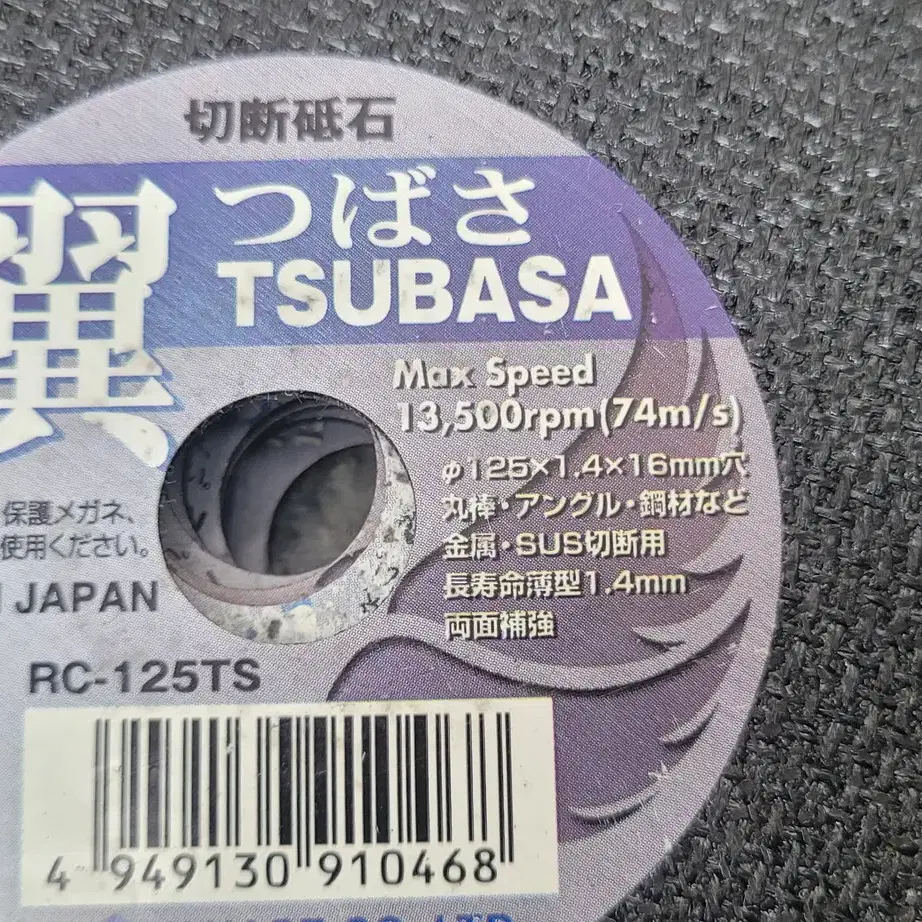 切断砥石
翼
つばさ
TSUBASA
Max Speed
13,500rpm(74m/s)
φ125×1.4×16mm穴
丸棒・アングル・鋼材など
金属・SUS切断用
長寿命薄型1.4mm
両面補強
保護メガネ、
使用ください。
JAPAN
RC-125TS
4 949130 910468